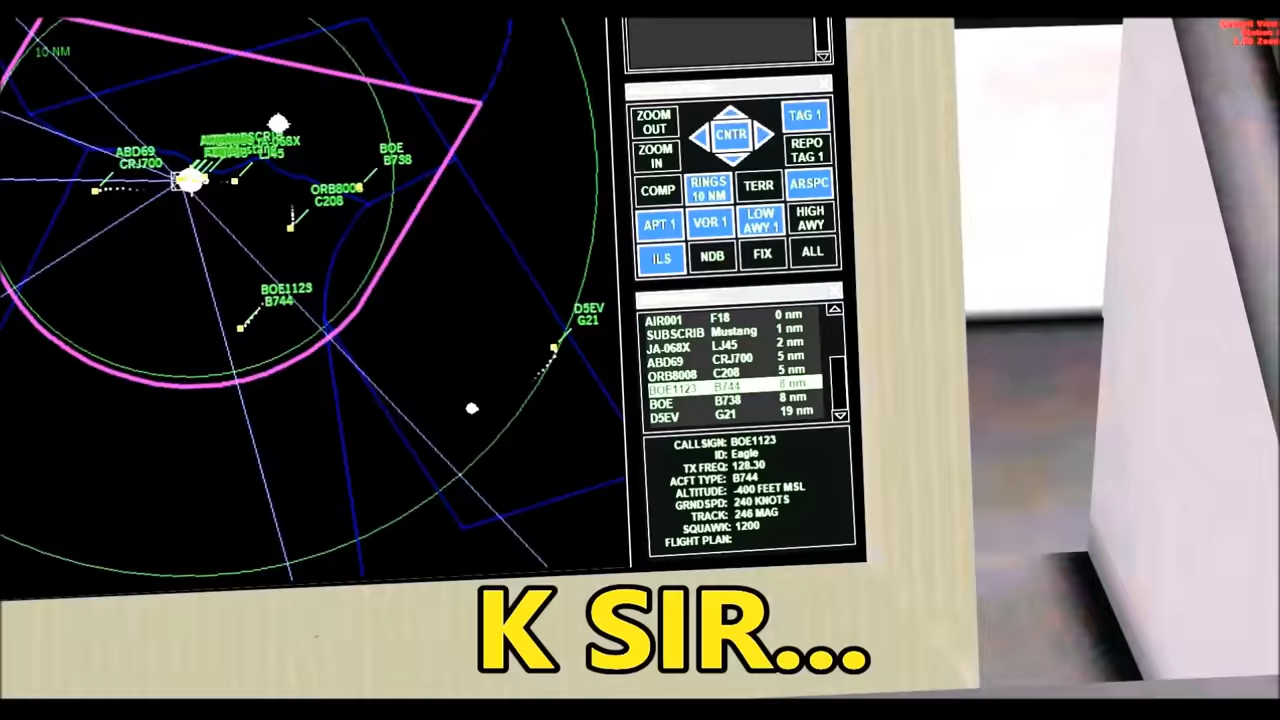 10 NM
ABD69
CRJ700
LJ45
BOE
B738
ORB8008
C208
BOE1123
B744
D5EV
G21
ZOOM OUT
ZOOM IN
CNTR
TAG 1
REPO TAG 1
COMP
RINGS 10 NM
TERR
ARSPC
APT 1
VOR 1
LOW AWY 1
HIGH AWY
ILS
NDB
FIX
ALL
AIR001 F18 0 nm
SUBSCRIB Mustang 1 nm
JA-068X LJ45 2 nm
ABD69 CRJ700 5 nm
ORB8008 C208 5 nm
BOE1123 B744 8 nm
BOE B738 8 nm
D5EV G21 19 nm
CALLSIGN: BOE1123
ID: Eagle
TX FREQ: 128.30
ACFT TYPE: B744
ALTITUDE: -400 FEET MSL
GRNDSPD: 240 KNOTS
TRACK: 246 MAG
SQUAWK: 1200
FLIGHT PLAN:
K SIR...